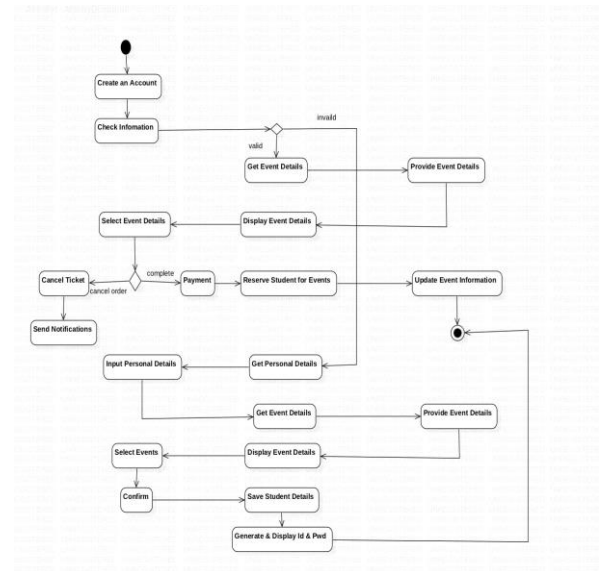 Create an Account
Check Infomation
invaild
valid
Get Event Details
Provide Event Details
Select Event Details
Display Event Details
Cancel Ticket
complete
Payment
Reserve Student for Events
Update Event Information
cancel order
Send Notifications
Input Personal Details
Get Personal Details
Get Event Details
Provide Event Details
Select Events
Display Event Details
Confirm
Save Student Details
Generate & Display Id & Pwd